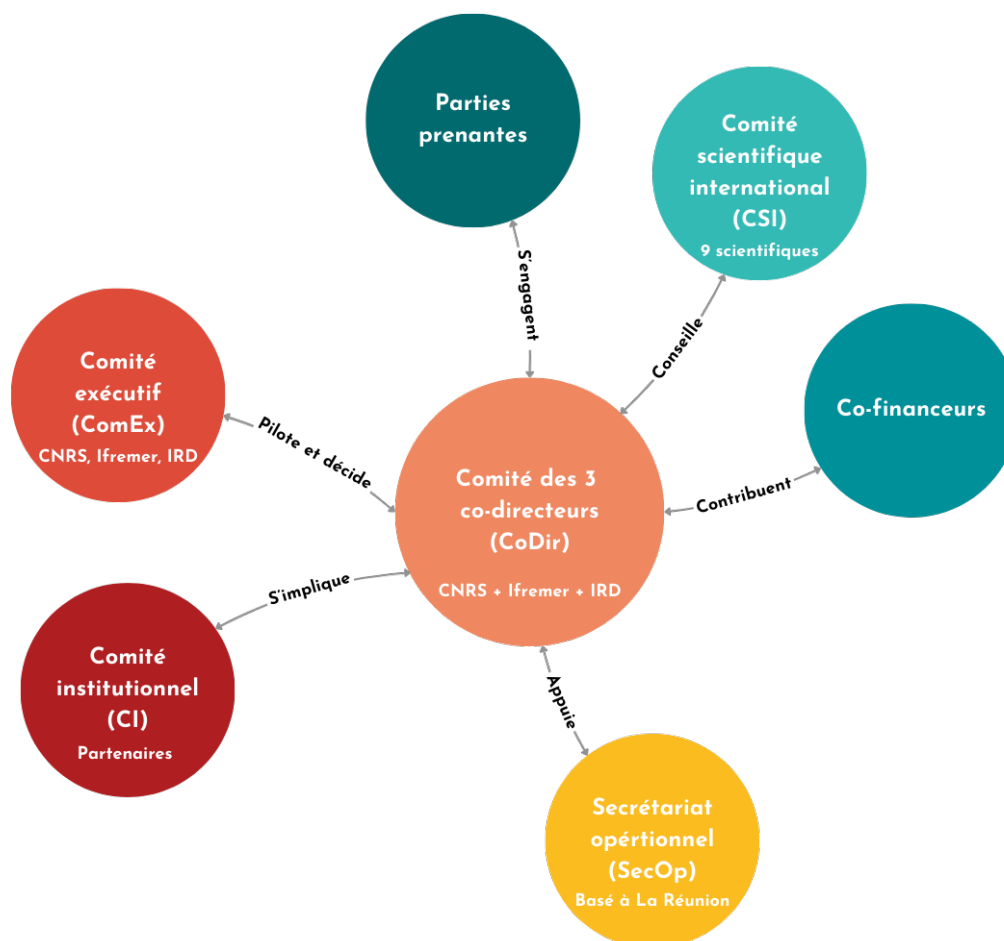 Parties
prenantes
Comité
scientifique
international
(CSI)
9 scientifiques
S'engagent
Conseille
Comité
exécutif
(ComEx)
CNRS, Ifremer, IRD
Co-financeurs
Pilote et décide
Comité des 3
co-directeurs
(CoDir)
CNRS + Ifremer + IRD
Contribuent
S'implique
Comité
institutionnel
(CI)
Partenaires
Appuie
Secrétariat
opértionnel
(SecOp)
Basé à La Réunion